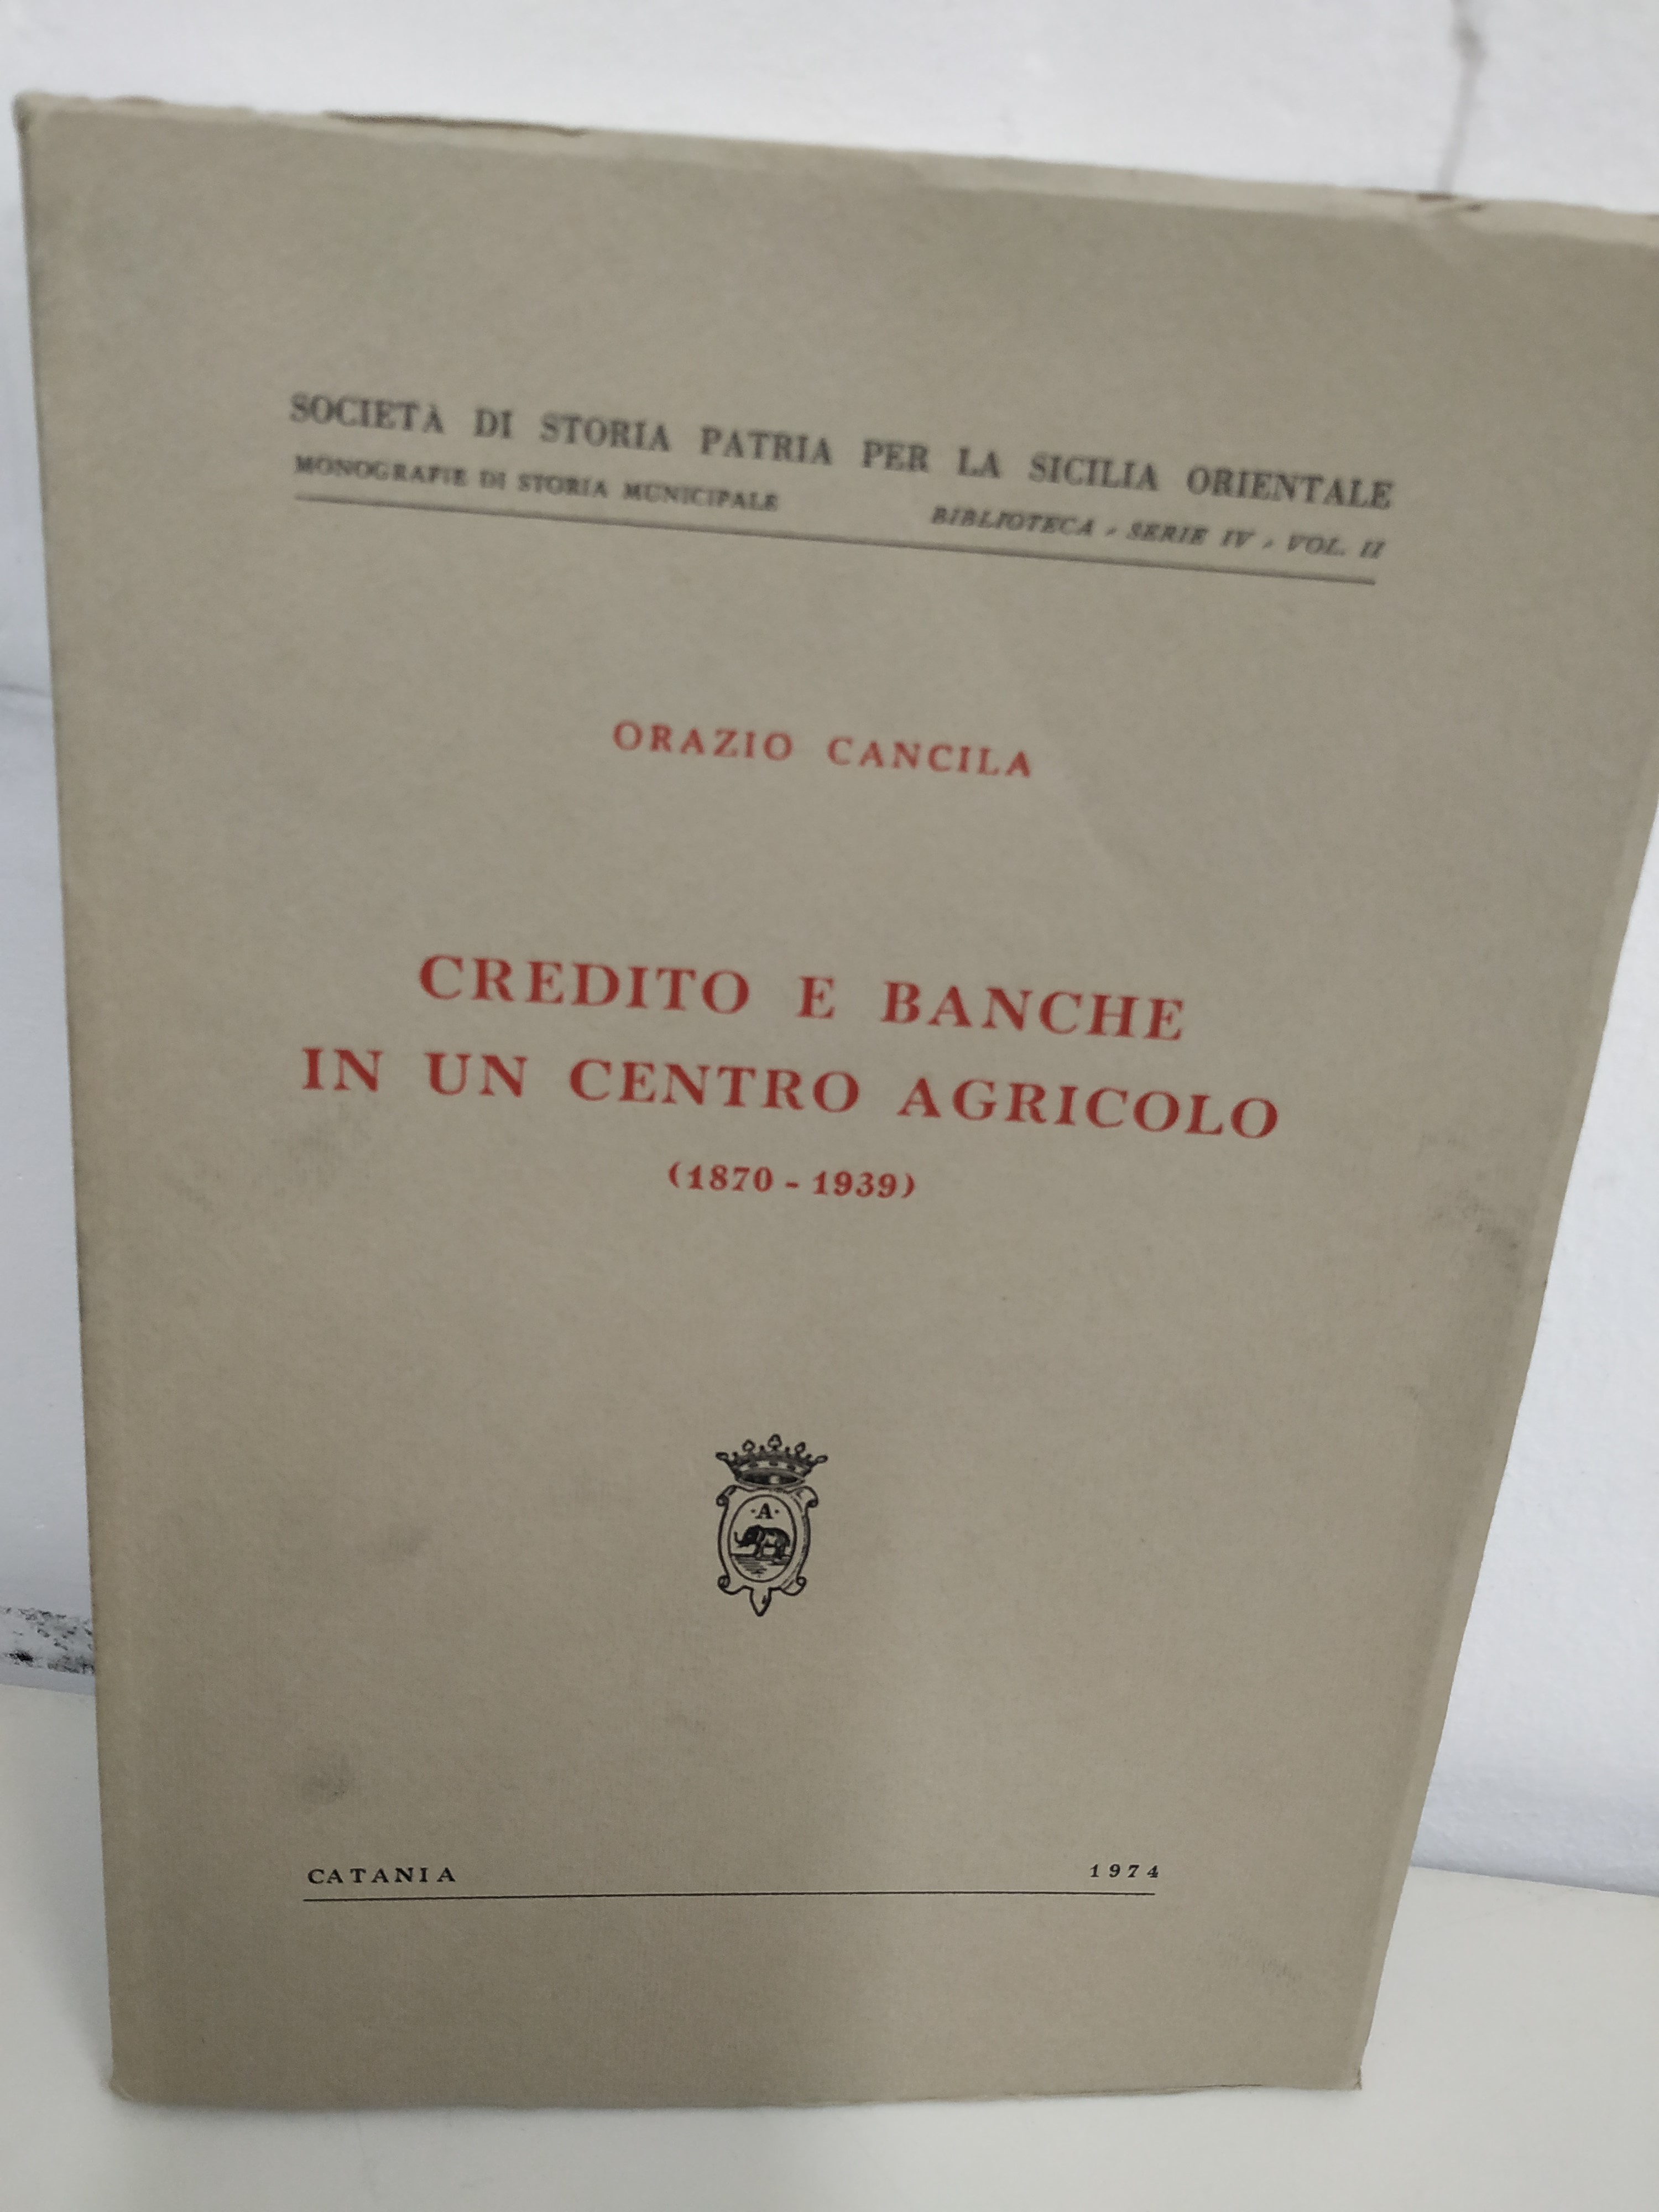 SOCIETÀ DI STORIA PATRIA PER LA SICILIA ORIENTALE
MONOGRAFIE DI STORIA MUNICIPALE BIBLIOTECA - SERIE IV - VOL. II
ORAZIO CANCILA
CREDITO E BANCHE
IN UN CENTRO AGRICOLO
(1870 - 1939)
·A·
CATANIA 1974